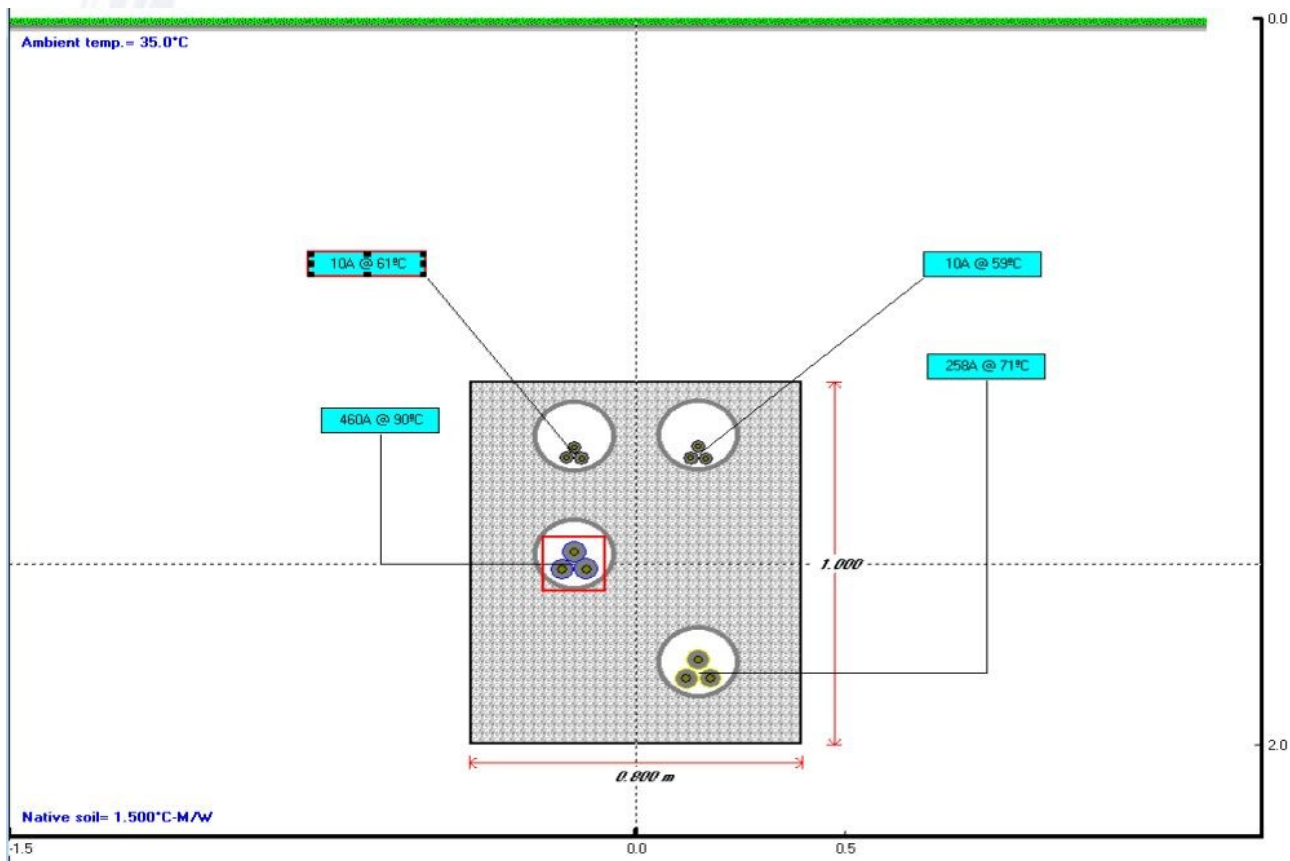 0.0
Ambient temp.= 35.0°C
10A @ 61ºC
10A @ 59ºC
258A @ 71ºC
460A @ 90ºC
1.000
2.0
0.800 m
Native soil= 1.500°C-M/W
-1.5
0.0
0.5